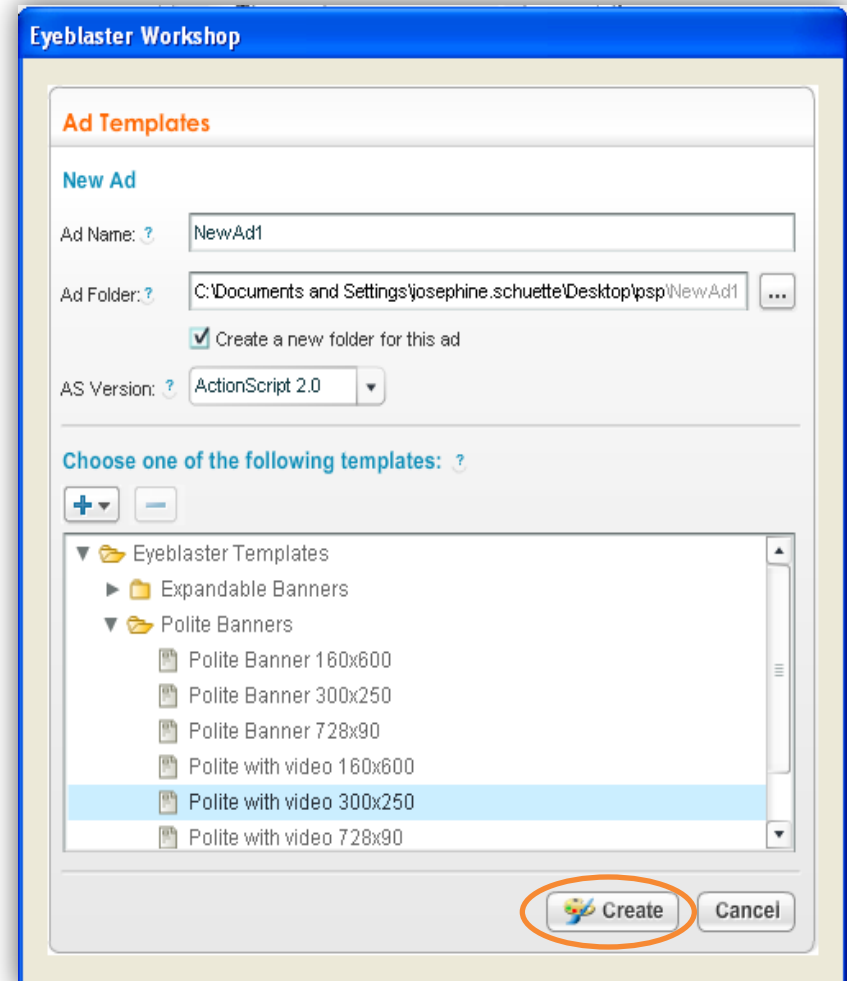 Eyeblaster Workshop
Ad Templates
New Ad
Ad Name: ? NewAd1
Ad Folder: ? C:\Documents and Settings\josephine.schuette\Desktop\psp\NewAd1 ...
Create a new folder for this ad
AS Version: ? ActionScript 2.0
Choose one of the following templates: ?
Eyeblaster Templates
Expandable Banners
Polite Banners
Polite Banner 160x600
Polite Banner 300x250
Polite Banner 728x90
Polite with video 160x600
Polite with video 300x250
Polite with video 728x90
Create Cancel